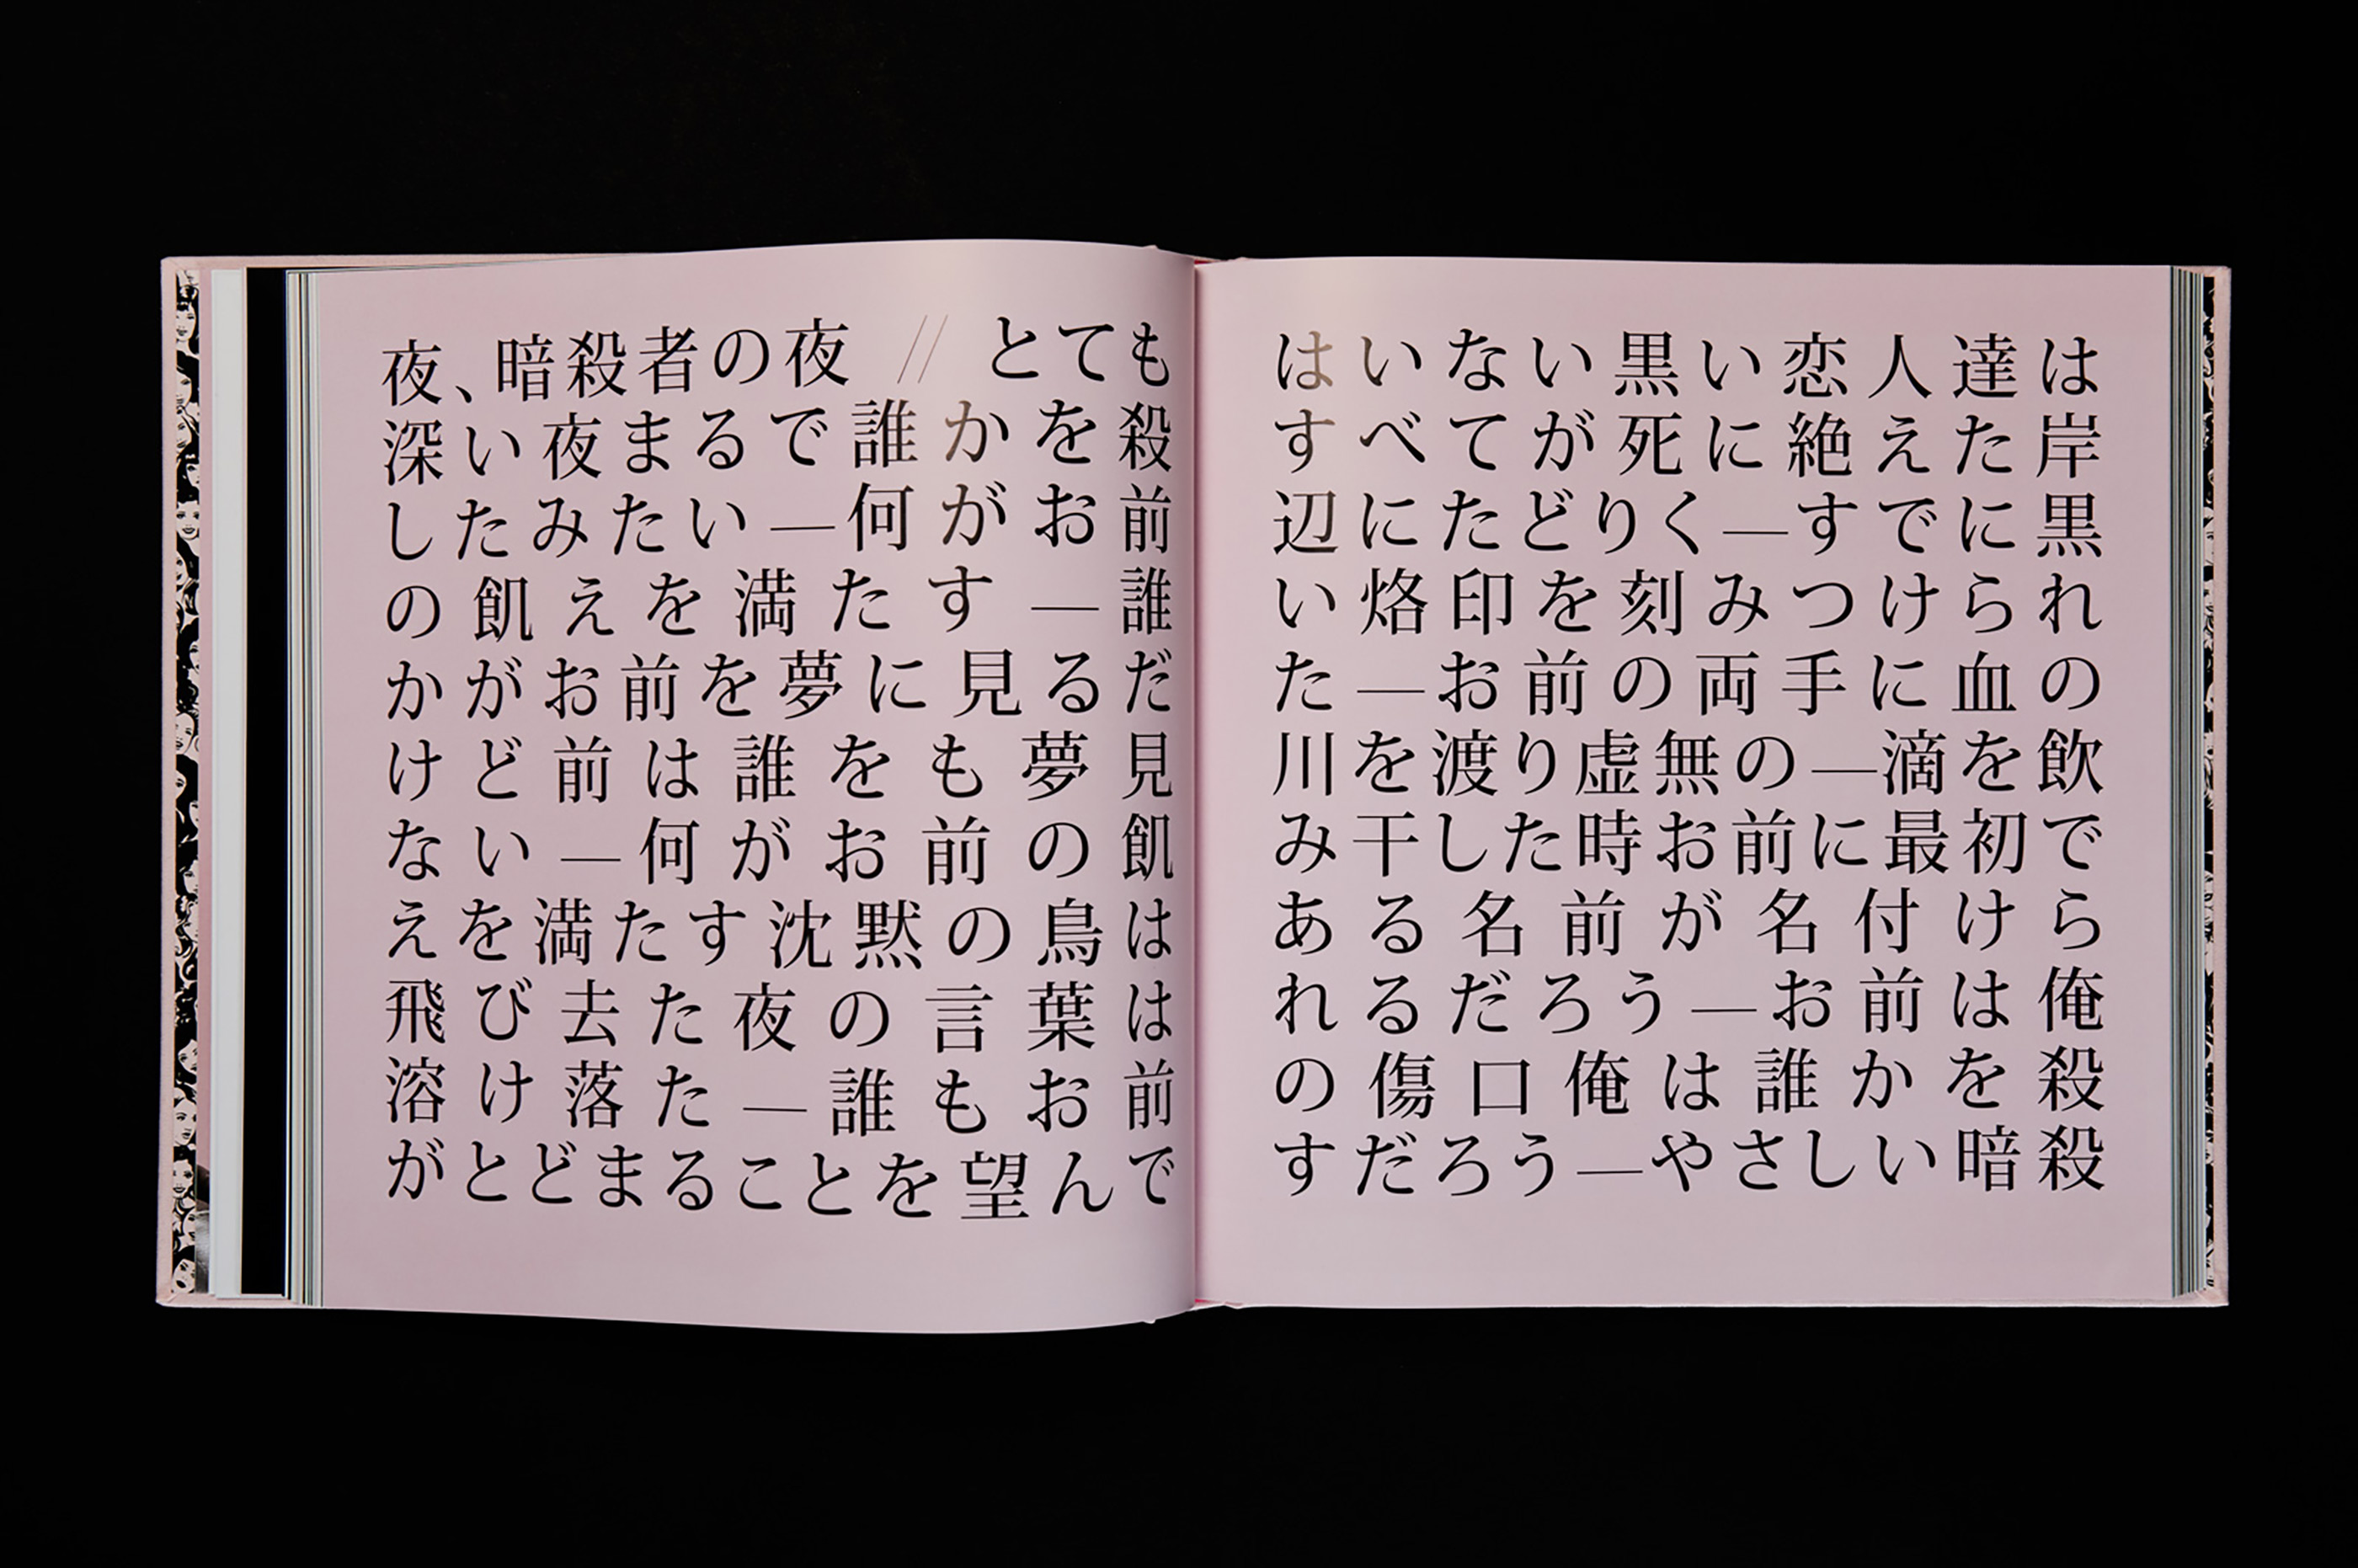 夜、暗殺者の夜 // とても
深い夜まるで誰かを殺
したみたい—何がお前
の飢えを満たす—誰
かがお前を夢に見るだ
けど前は誰をも夢見
ない—何がお前の飢
えを満たす沈黙の鳥は
飛び去た夜の言葉は
溶け落た—誰もお前
がとどまることを望んで
はいない黒い恋人達は
すべてが死に絶えた岸
辺にたどりく—すでに黒
い烙印を刻みつけられ
た—お前の両手に血の
川を渡り虚無の—滴を飲
み干した時お前に最初で
ある名前が名付けら
れるだろう—お前は俺
の傷口俺は誰かを殺
すだろう—やさしい暗殺